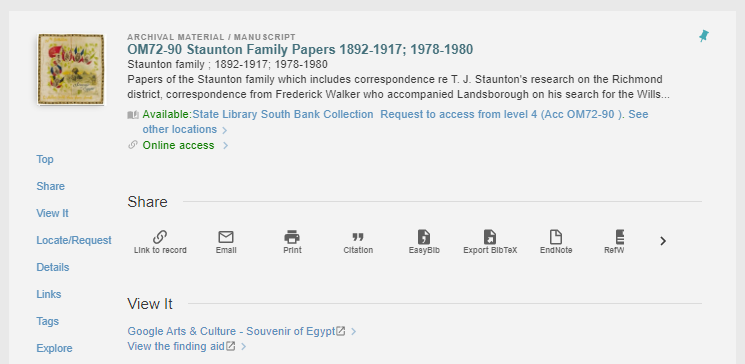 ARCHIVAL MATERIAL / MANUSCRIPT
OM72-90 Staunton Family Papers 1892-1917; 1978-1980
Staunton family ; 1892-1917; 1978-1980
Papers of the Staunton family which includes correspondence re T. J. Staunton's research on the Richmond
district, correspondence from Frederick Walker who accompanied Landsborough on his search for the Wills...
Available:State Library South Bank Collection Request to access from level 4 (Acc OM72-90 ). See
other locations
Online access
Top
Share
View It
Locate/Request
Details
Links
Tags
Explore
Share
Link to record
Email
Print
Citation
EasyBib
Export BibTeX
EndNote
RefW
View It
Google Arts & Culture - Souvenir of Egypt
View the finding aid